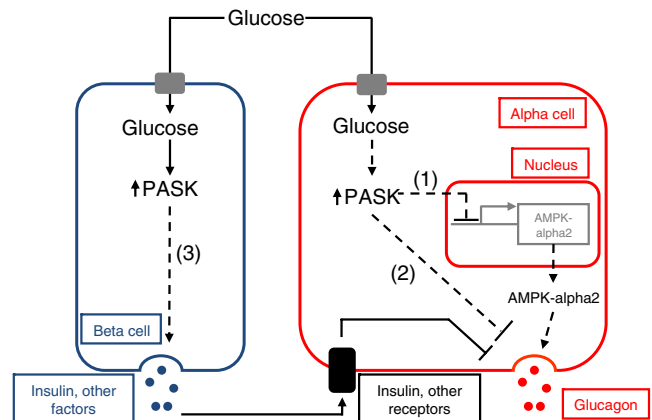 Glucose
Glucose
Glucose
Alpha cell
Nucleus
PASK
PASK
(1)
AMPK-
alpha2
(3)
(2)
AMPK-alpha2
Beta cell
Insulin, other
factors
Insulin, other
receptors
Glucagon